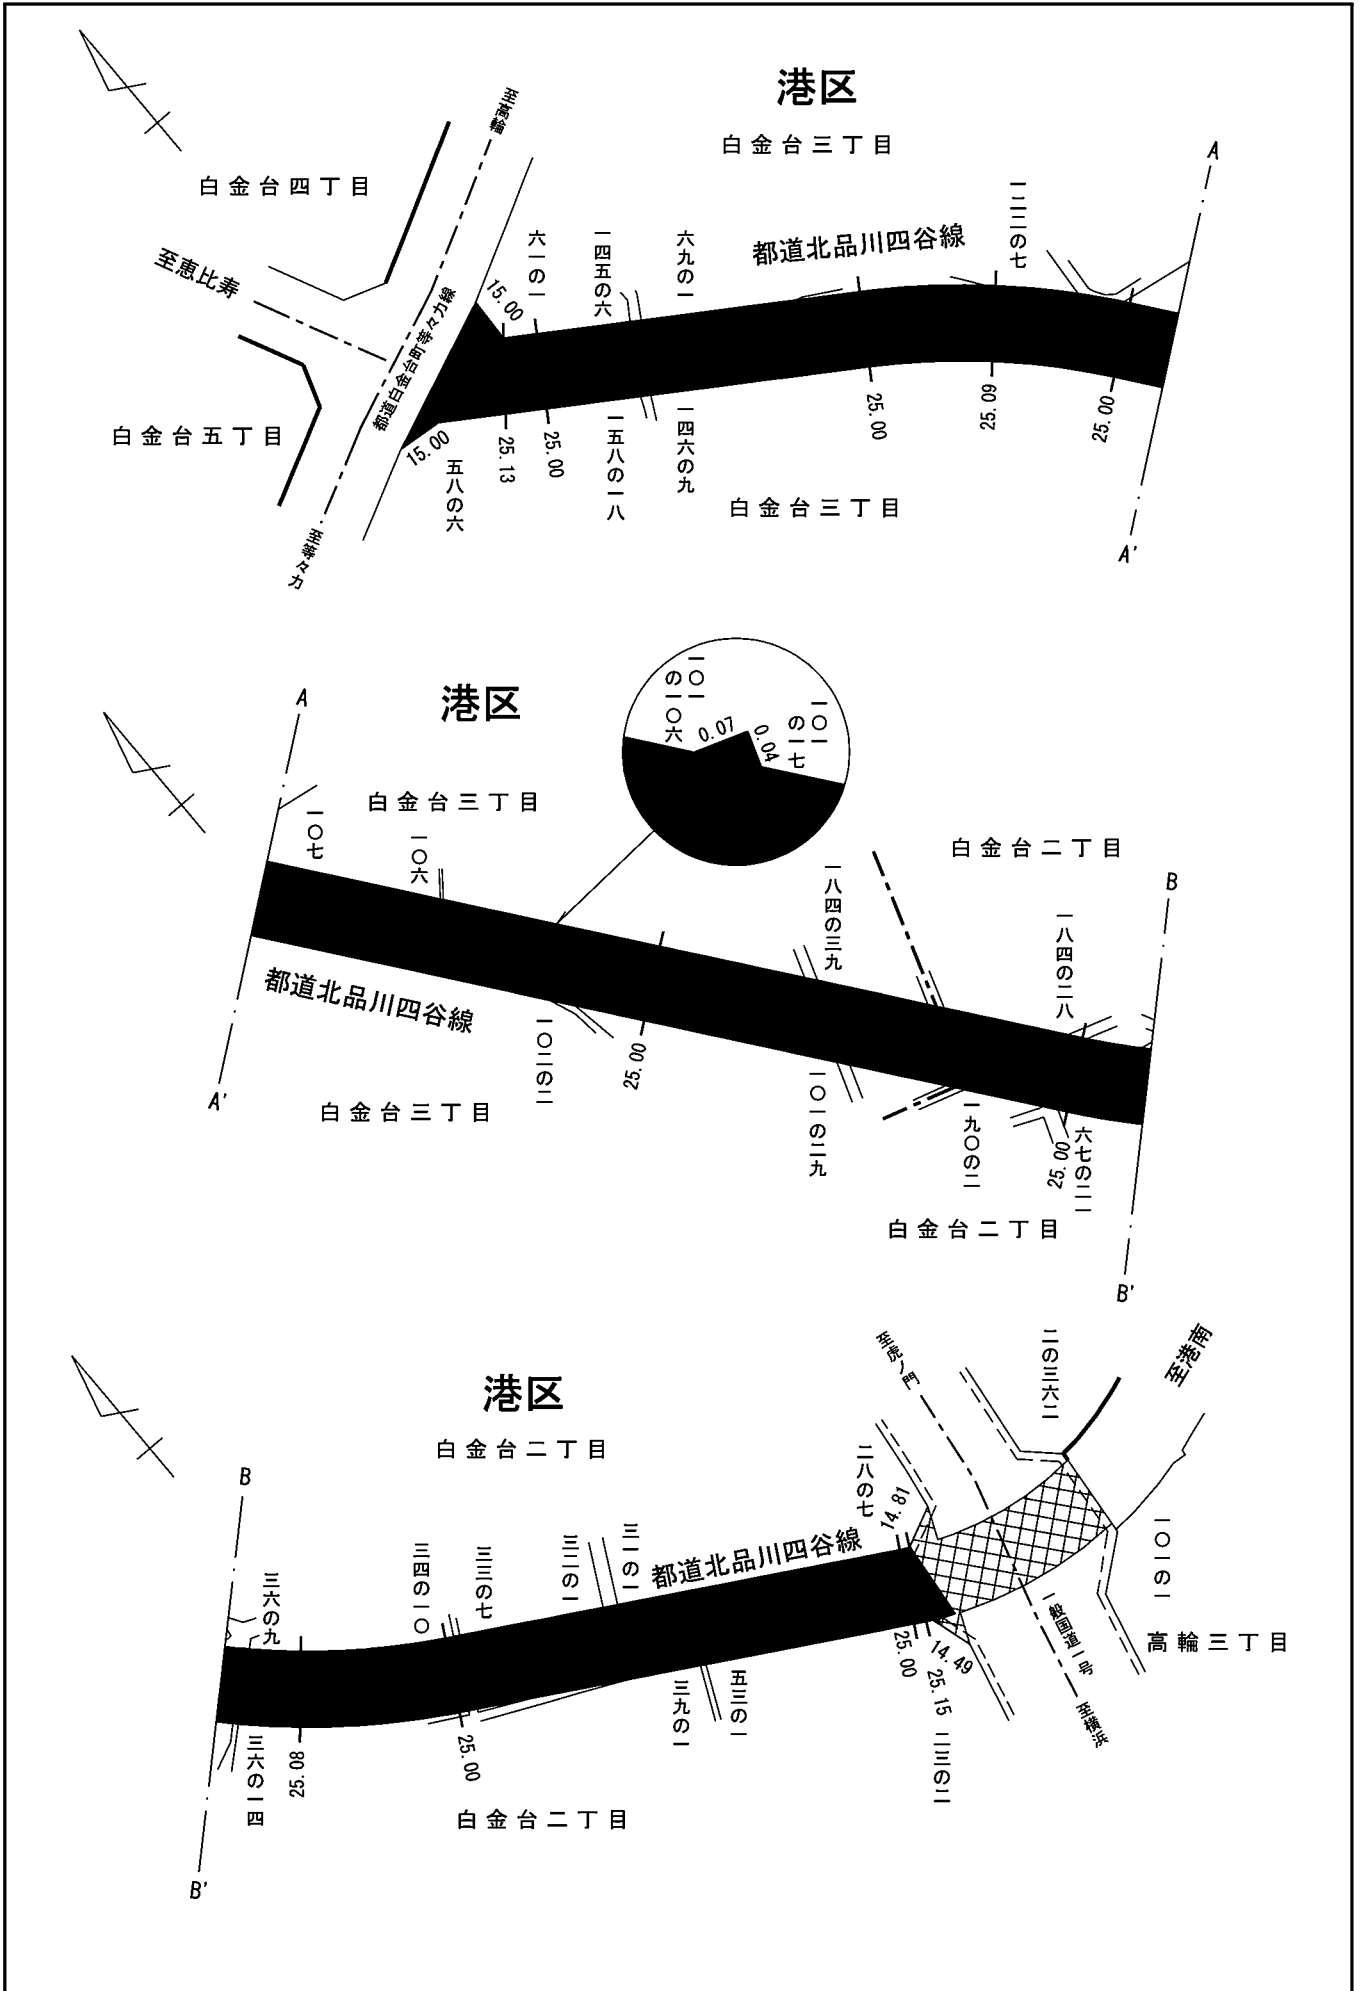 港区
白金台三丁目
至恵比寿
白金台四丁目
都道白金台町等々力線
白金台五丁目
至等々力
15.00
六一の一
一四五の六
六九の一
都道北品川四谷線
一二二の七
A
15.00
五八の六
25.13
25.00
一五八の一八
一四六の九
25.00
25.09
25.00
白金台三丁目
A'
港区
A
一〇七
白金台三丁目
一〇六
一〇一の一〇六
0.07
0.04
一〇一の一七
一八四の三九
白金台二丁目
一八四の二八
B
都道北品川四谷線
一〇二の二
25.00
一〇一の二九
一九〇の二
25.00
六七の二一
A'
白金台三丁目
白金台二丁目
B'
港区
白金台二丁目
B
三六の九
三四の一〇
三三の七
三二の一
三一の一
都道北品川四谷線
二八の七
14.81
至虎ノ門
二の三六二
至港南
一〇一の一
高輪三丁目
一般国道一号
至横浜
三六の一四
25.08
25.00
三九の一
五三の一
25.00
14.49
25.15
二三の二
白金台二丁目
B'